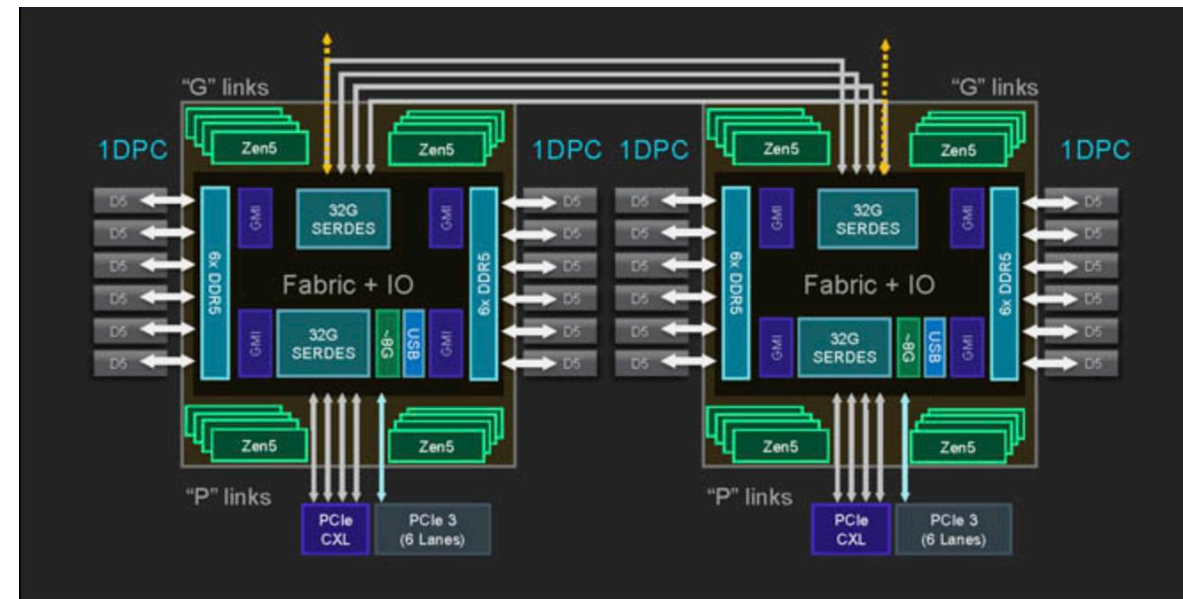 "G" links
"G" links
Zen5
Zen5
Zen5
Zen5
1DPC
1DPC
1DPC
1DPC
D5
D5
D5
D5
D5
D5
6x DDR5
GMI
32G
SERDES
GMI
6x DDR5
D5
D5
D5
D5
D5
D5
Fabric + IO
GMI
32G
SERDES
~8G
USB
GMI
D5
D5
D5
D5
D5
D5
6x DDR5
GMI
32G
SERDES
GMI
6x DDR5
D5
D5
D5
D5
D5
D5
Fabric + IO
GMI
32G
SERDES
~8G
USB
GMI
Zen5
Zen5
Zen5
Zen5
"P" links
"P" links
PCIe
CXL
PCIe 3
(6 Lanes)
PCIe
CXL
PCIe 3
(6 Lanes)